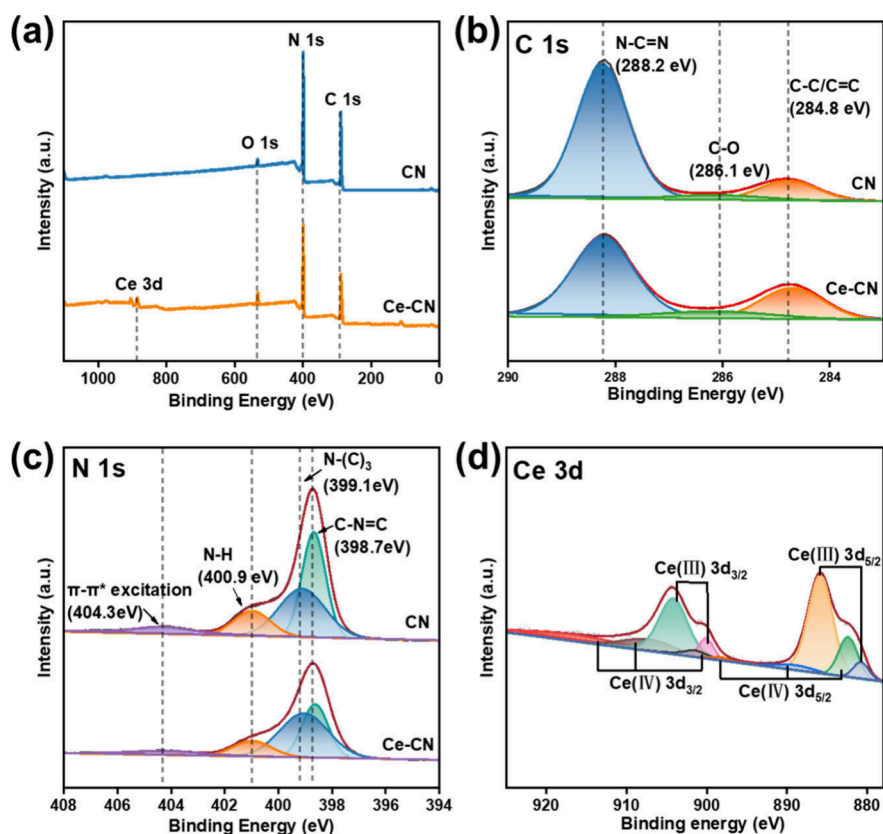 (a)
N 1s
C 1s
O 1s
CN
Ce 3d
Ce-CN
Intensity (a.u.)
1000 800 600 400 200 0
Binding Energy (eV)
(b)
C 1s
N-C=N
(288.2 eV)
C-C/C=C
(284.8 eV)
C-O
(286.1 eV)
CN
Ce-CN
Intensity (a.u.)
290 288 286 284
Bingding Energy (eV)
(c)
N 1s
N-(C)₃
(399.1eV)
C-N=C
(398.7eV)
N-H
(400.9 eV)
π-π* excitation
(404.3eV)
CN
Ce-CN
Intensity (a.u.)
408 406 404 402 400 398 396 394
Binding Energy (eV)
(d)
Ce 3d
Ce(Ⅲ) 3d₅/₂
Ce(Ⅲ) 3d₃/₂
Ce(Ⅳ) 3d₃/₂
Ce(Ⅳ) 3d₅/₂
Intensity (a.u.)
920 910 900 890 880
Binding energy (eV)